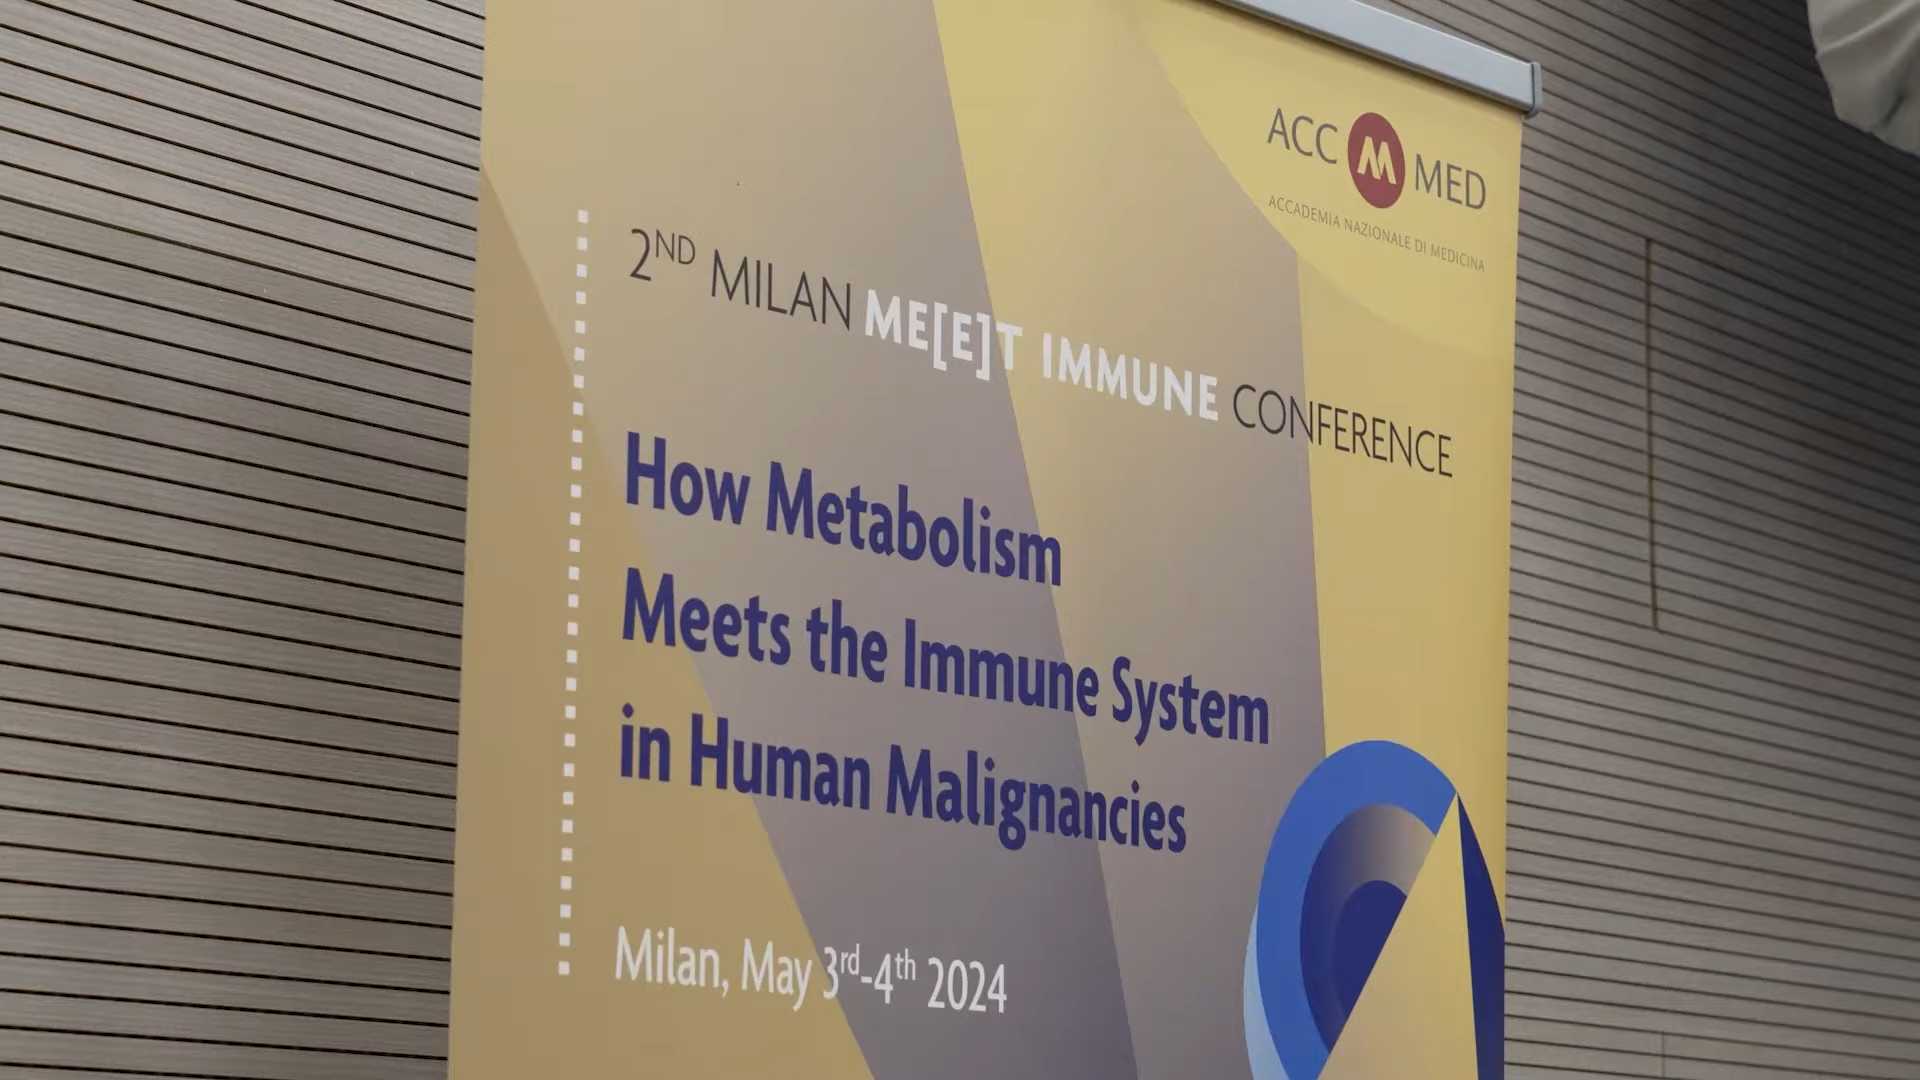 ACC M MED
ACCADEMIA NAZIONALE DI MEDICINA
2ND MILAN ME[E]T IMMUNE CONFERENCE
How Metabolism
Meets the Immune System
in Human Malignancies
Milan, May 3rd-4th 2024